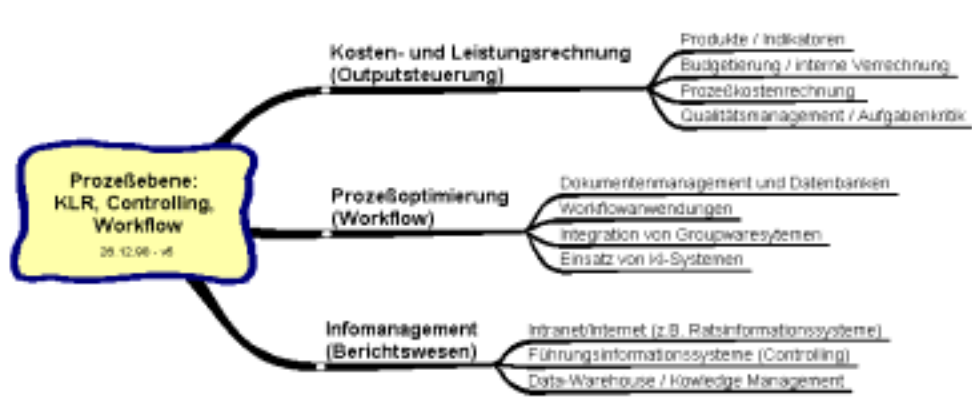 Prozeßebene:
KLR, Controlling,
Workflow
Kosten- und Leistungsrechnung
(Outputsteuerung)
Produkte / Indikatoren
Budgetierung / interne Verrechnung
Prozeßkostenrechnung
Qualitätsmanagement / Aufgabenkritik
Prozeßoptimierung
(Workflow)
Dokumentenmanagement und Datenbanken
Workflowanwendungen
Integration von Groupwaresytemen
Einsatz von KI-Systemen
Infomanagement
(Berichtswesen)
Intranet/Internet (z.B. Ratsinformationssysteme)
Führungsinformationssysteme (Controlling)
Data-Warehouse / Kowledge Management